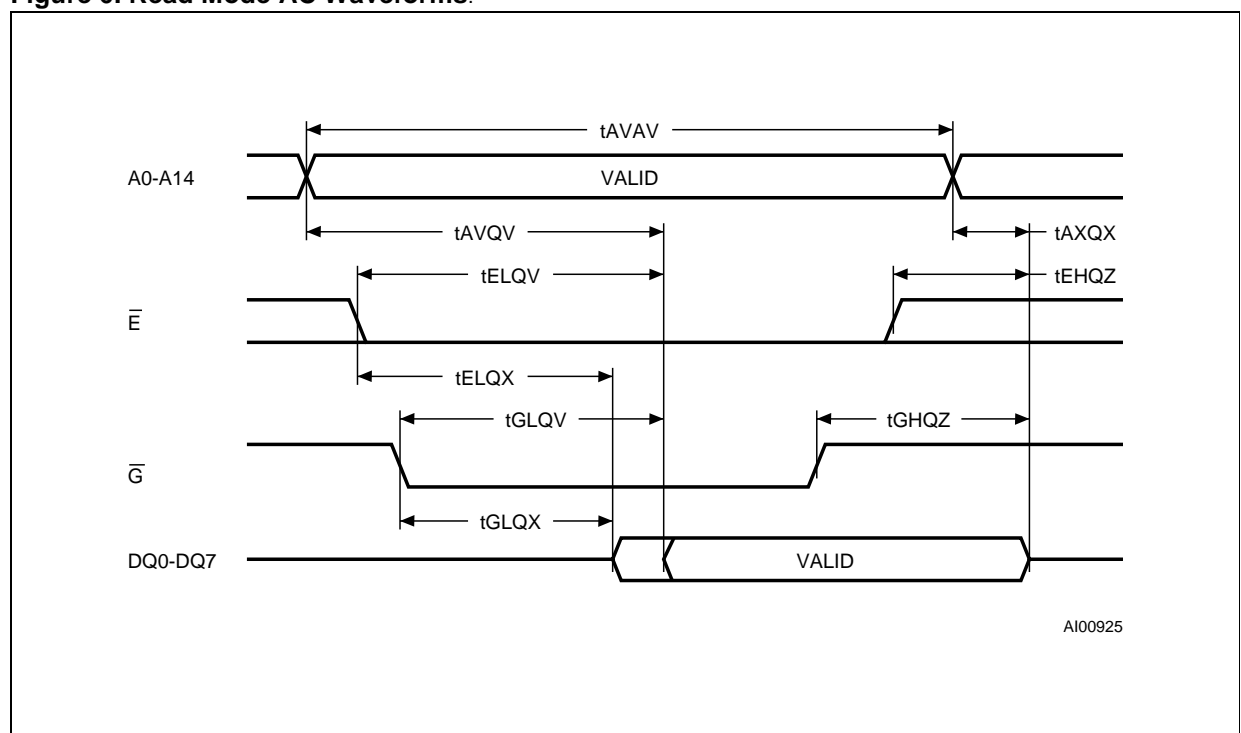 Figure 6. Read Mode AC Waveforms.
tAVAV
A0-A14
VALID
tAVQV
tAXQX
tELQV
tEHQZ
E̅
tELQX
tGLQV
tGHQZ
G̅
tGLQX
DQ0-DQ7
VALID
AI00925